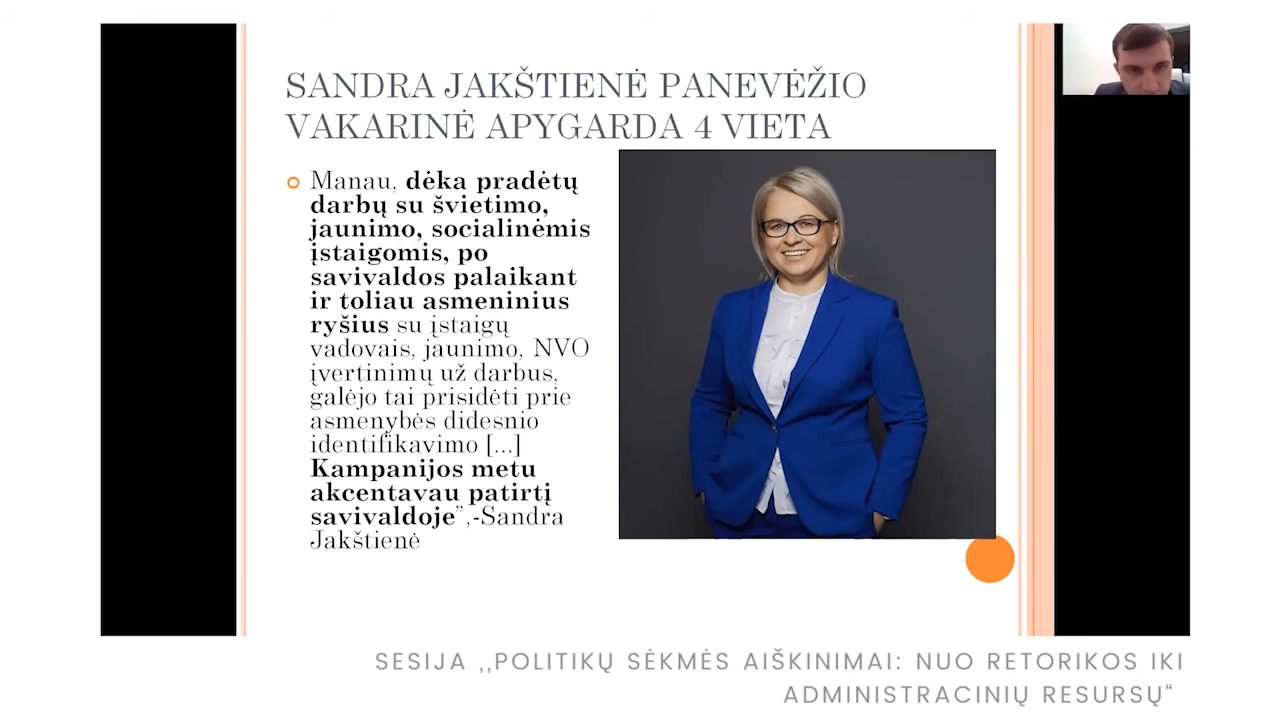 SANDRA JAKŠTIENĖ PANEVĖŽIO
VAKARINĖ APYGARDA 4 VIETA
Manau, dėka pradėtų
darbų su švietimo,
jaunimo, socialinėmis
įstaigomis, po
savivaldos palaikant
ir toliau asmeninius
ryšius su įstaigų
vadovais, jaunimo, NVO
įvertinimų už darbus,
galėjo tai prisidėti prie
asmenybės didesnio
identifikavimo [...]
Kampanijos metu
akcentavau patirtį
savivaldoje”,-Sandra
Jakštienė
SESIJA ,,POLITIKŲ SĖKMĖS AIŠKINIMAI: NUO RETORIKOS IKI
ADMINISTRACINIŲ RESURSŲ“